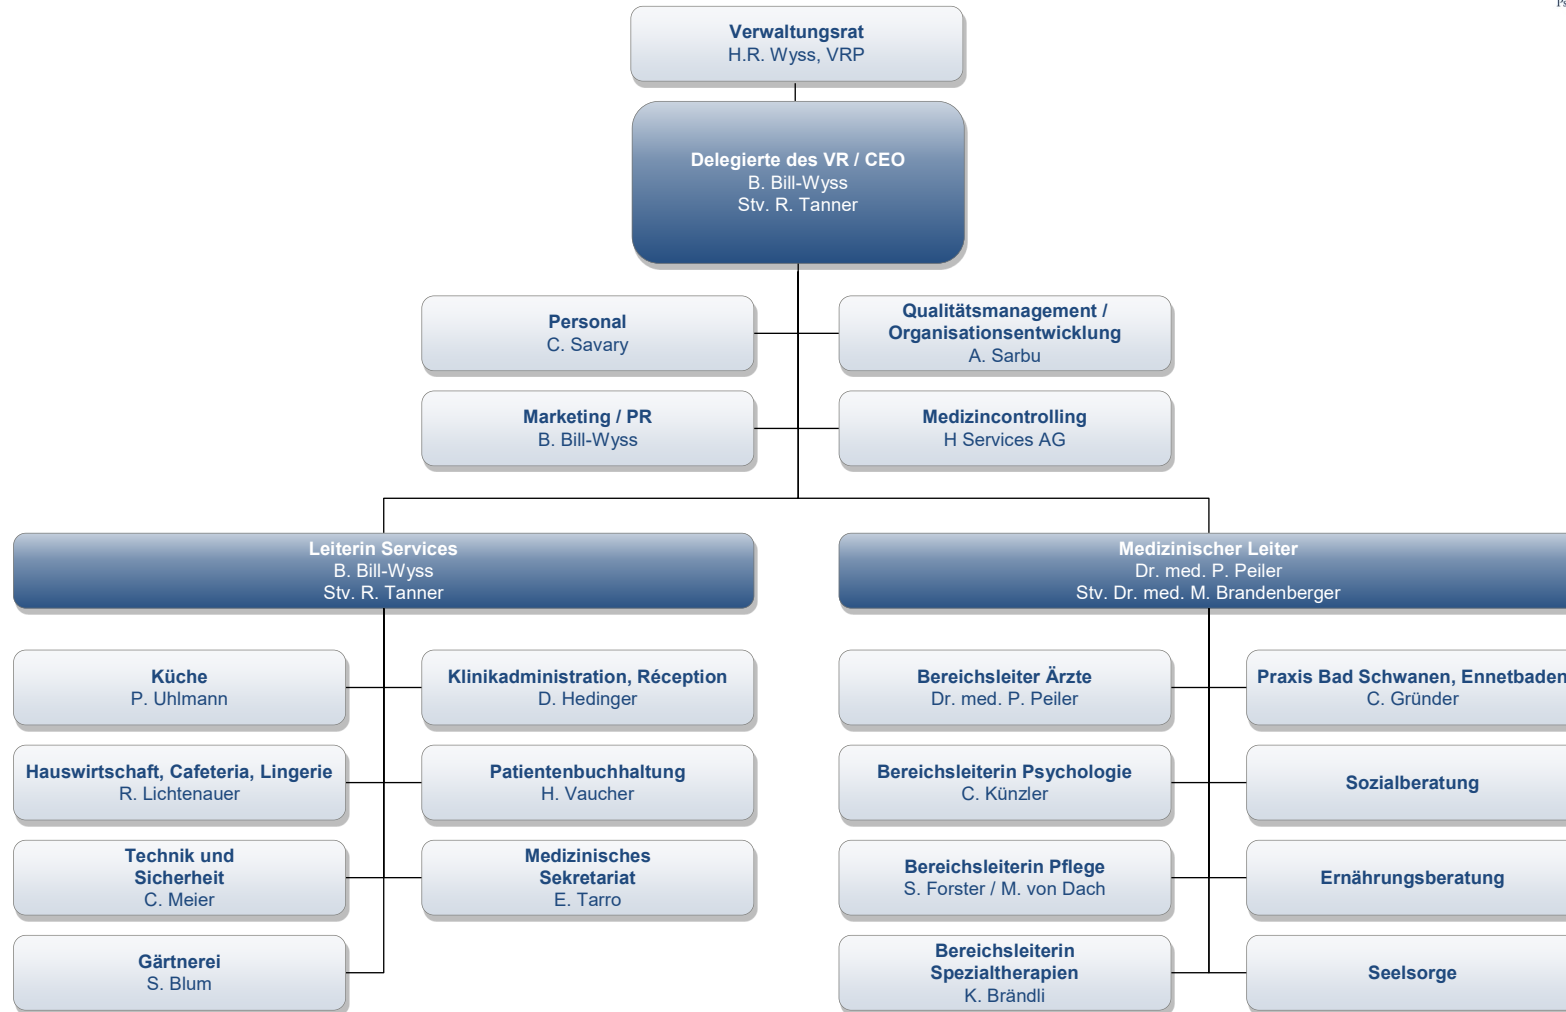 Ps
Verwaltungsrat
H.R. Wyss, VRP
Delegierte des VR / CEO
B. Bill-Wyss
Stv. R. Tanner
Personal
C. Savary
Qualitätsmanagement /
Organisationsentwicklung
A. Sarbu
Marketing / PR
B. Bill-Wyss
Medizincontrolling
H Services AG
Leiterin Services
B. Bill-Wyss
Stv. R. Tanner
Medizinischer Leiter
Dr. med. P. Peiler
Stv. Dr. med. M. Brandenberger
Küche
P. Uhlmann
Klinikadministration, Réception
D. Hedinger
Bereichsleiter Ärzte
Dr. med. P. Peiler
Praxis Bad Schwanen, Ennetbaden
C. Gründer
Hauswirtschaft, Cafeteria, Lingerie
R. Lichtenauer
Patientenbuchhaltung
H. Vaucher
Bereichsleiterin Psychologie
C. Künzler
Sozialberatung
Technik und
Sicherheit
C. Meier
Medizinisches
Sekretariat
E. Tarro
Bereichsleiterin Pflege
S. Forster / M. von Dach
Ernährungsberatung
Gärtnerei
S. Blum
Bereichsleiterin
Spezialtherapien
K. Brändli
Seelsorge